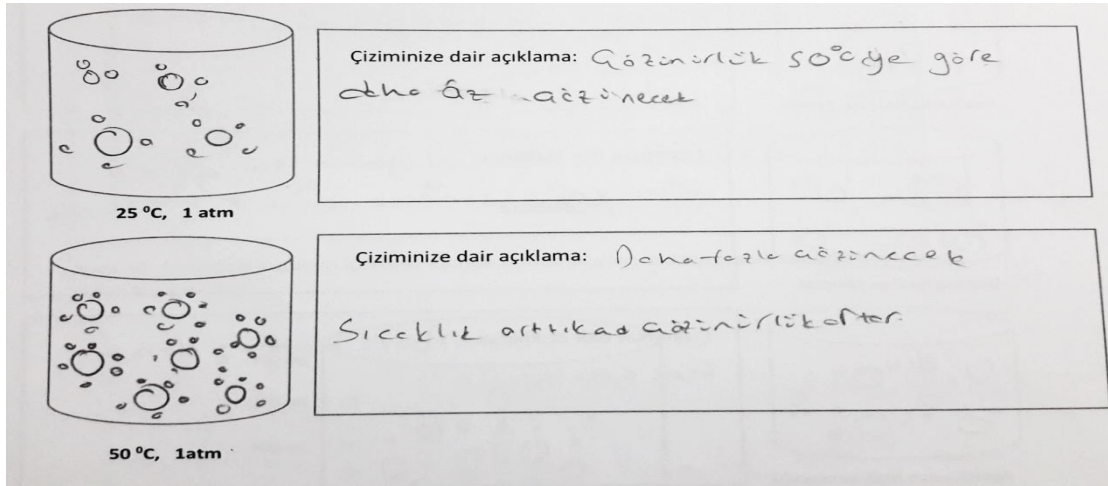 Çiziminize dair açıklama: Çözünürlük 50°C'ye göre
daha az çözünecek
25 °C, 1 atm
Çiziminize dair açıklama: Daha fazla çözünecek
Sıcaklık arttıkça çözünürlük artar.
50 °C, 1atm